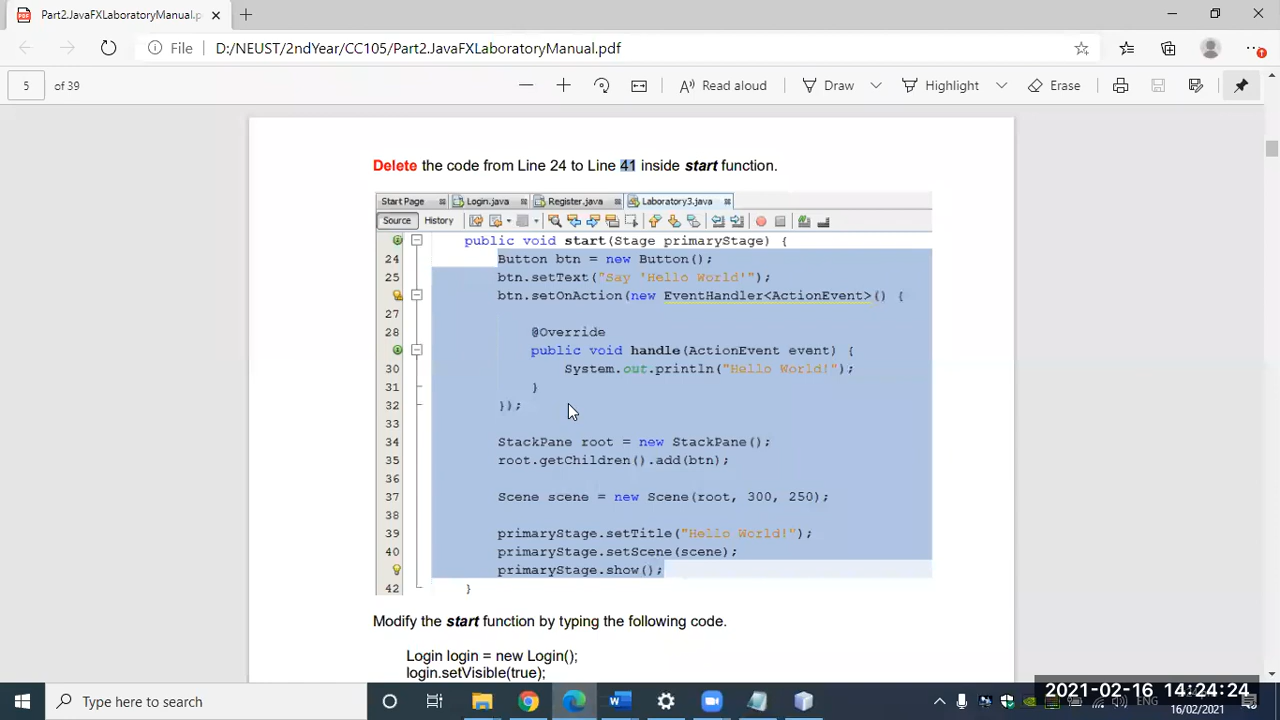 Part2.JavaFXLaboratoryManual.p
File D:/NEUST/2ndYear/CC105/Part2.JavaFXLaboratoryManual.pdf
5 of 39 Read aloud Draw Highlight Erase
Delete the code from Line 24 to Line 41 inside start function.
Start Page Login.java Register.java Laboratory3.java
Source History
public void start(Stage primaryStage) {
24 Button btn = new Button();
25 btn.setText("Say 'Hello World'");
btn.setOnAction(new EventHandler<ActionEvent>() {
27
28 @Override
public void handle(ActionEvent event) {
30 System.out.println("Hello World!");
31 }
32 });
33
34 StackPane root = new StackPane();
35 root.getChildren().add(btn);
36
37 Scene scene = new Scene(root, 300, 250);
38
39 primaryStage.setTitle("Hello World!");
40 primaryStage.setScene(scene);
primaryStage.show();
42 }
Modify the start function by typing the following code.
Login login = new Login();
login.setVisible(true);
Type here to search
2021-02-16 14:24:24
ENG
16/02/2021